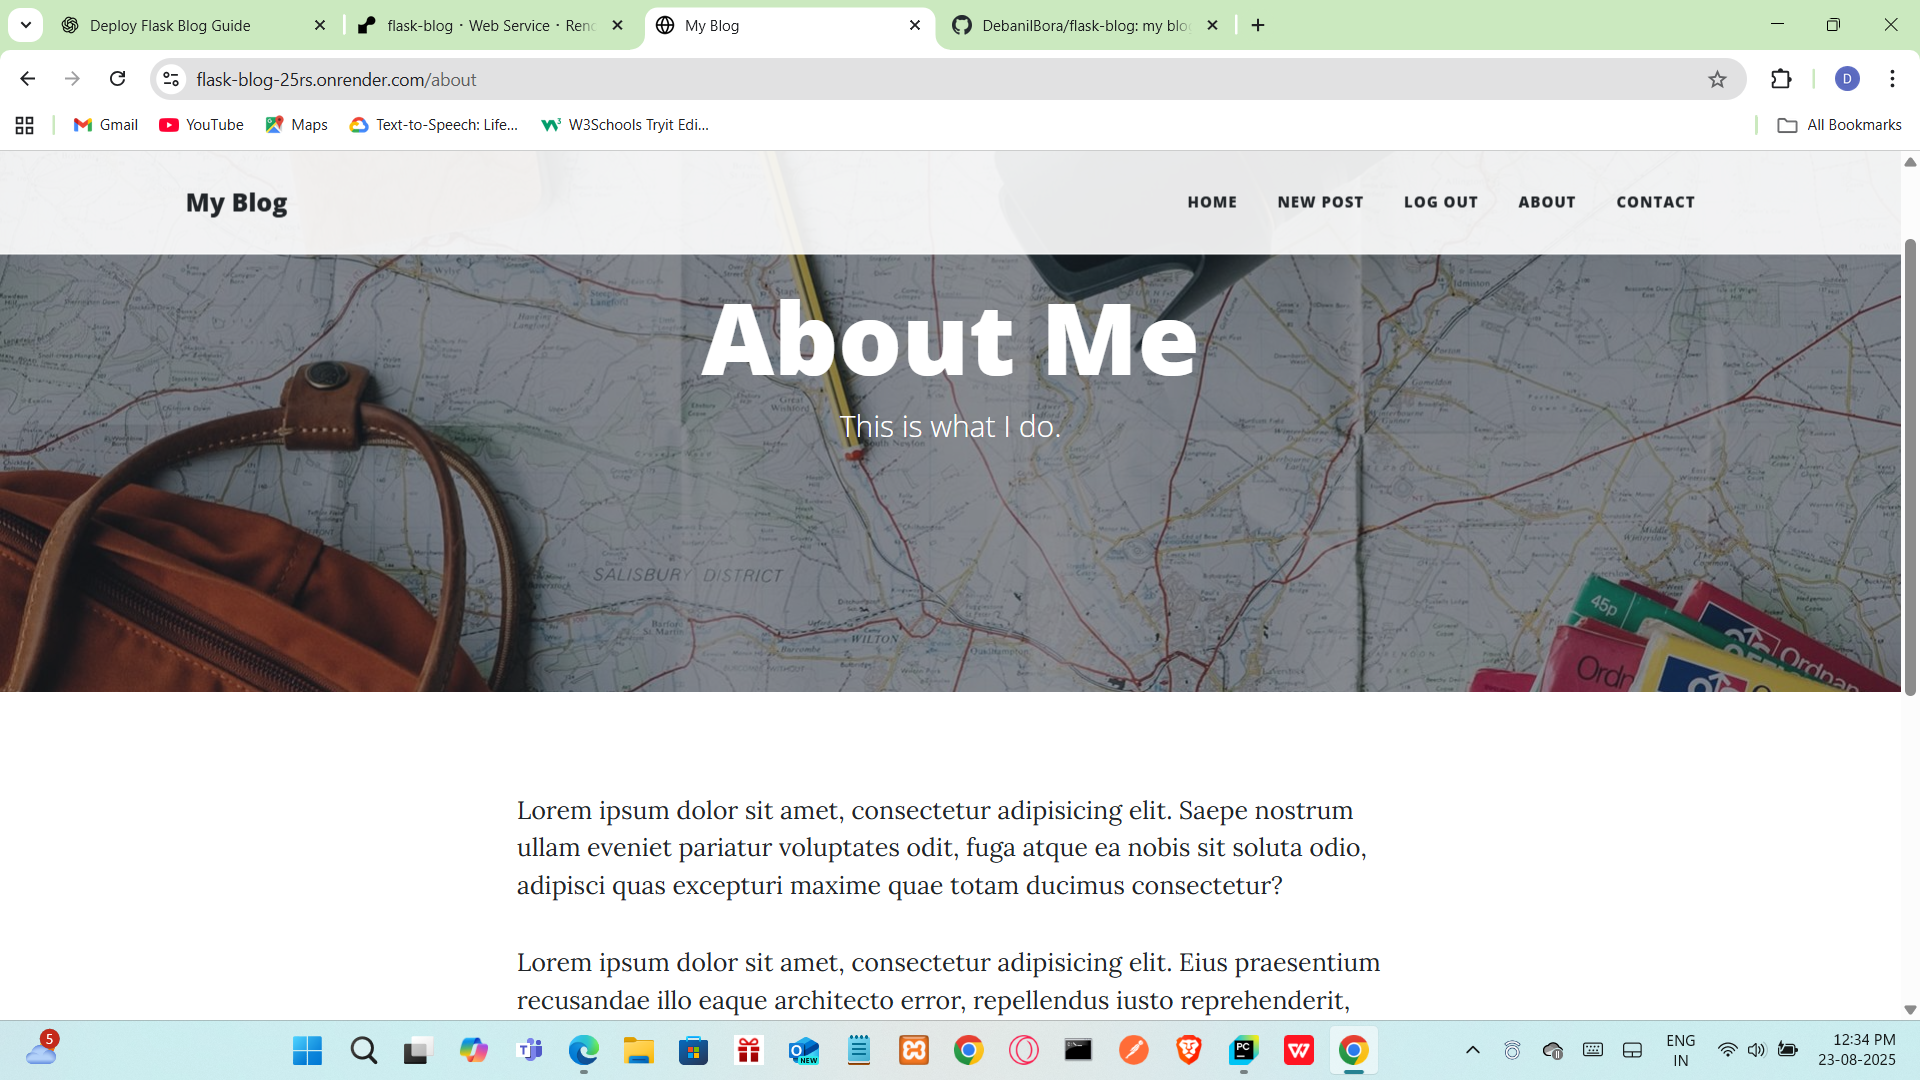 Deploy Flask Blog Guide
flask-blog · Web Service · Ren
My Blog
DebanilBora/flask-blog: my blo
flask-blog-25rs.onrender.com/about
D
Gmail
YouTube
Maps
Text-to-Speech: Life...
W3Schools Tryit Edi...
All Bookmarks
My Blog
HOME
NEW POST
LOG OUT
ABOUT
CONTACT
About Me
This is what I do.
SALISBURY DISTRICT
WILTON
45p
Ordn
Ordnan
Lorem ipsum dolor sit amet, consectetur adipisicing elit. Saepe nostrum
ullam eveniet pariatur voluptates odit, fuga atque ea nobis sit soluta odio,
adipisci quas excepturi maxime quae totam ducimus consectetur?
Lorem ipsum dolor sit amet, consectetur adipisicing elit. Eius praesentium
recusandae illo eaque architecto error, repellendus iusto reprehenderit,
5
NEW
PC
ENG
IN
12:34 PM
23-08-2025